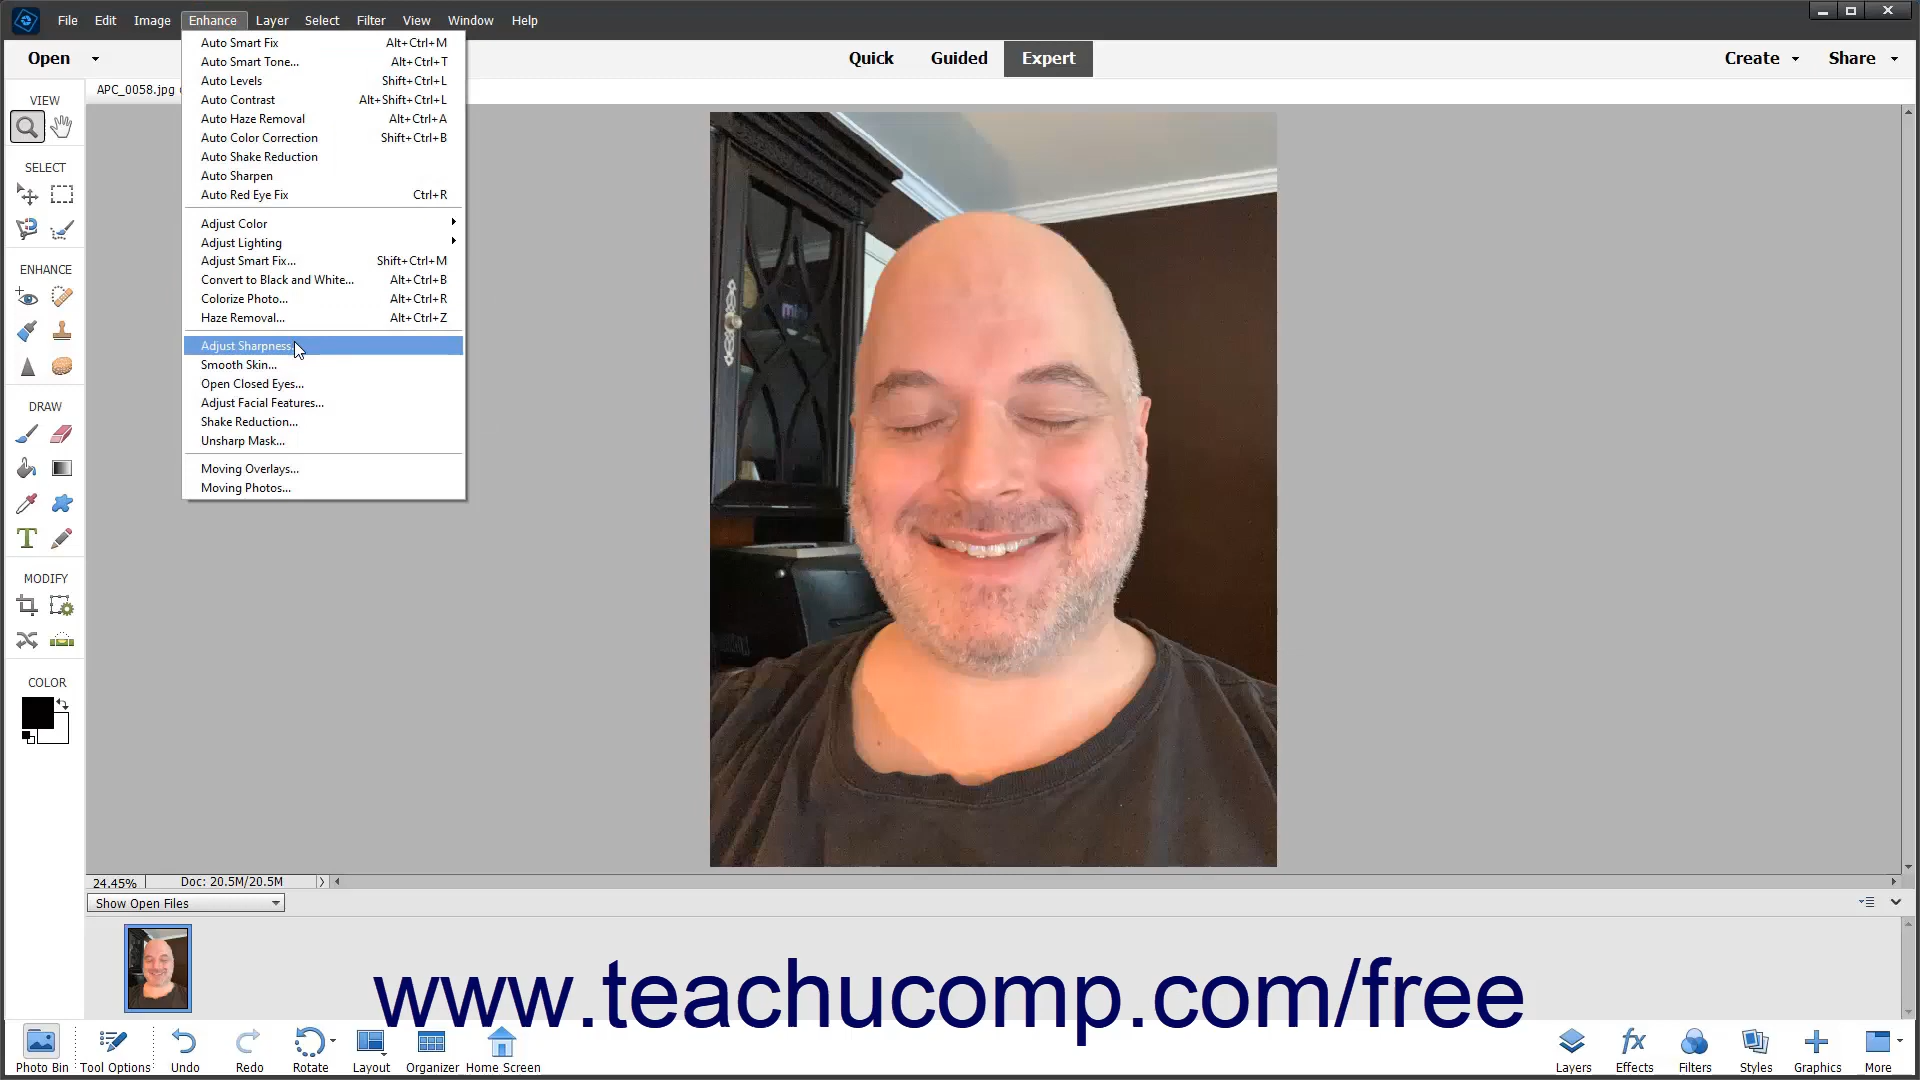 File Edit Image Enhance Layer Select Filter View Window Help
Open Quick Guided Expert Create Share
APC_0058.jpg
Auto Smart Fix Alt+Ctrl+M
Auto Smart Tone... Alt+Ctrl+T
Auto Levels Shift+Ctrl+L
Auto Contrast Alt+Shift+Ctrl+L
Auto Haze Removal Alt+Ctrl+A
Auto Color Correction Shift+Ctrl+B
Auto Shake Reduction
Auto Sharpen
Auto Red Eye Fix Ctrl+R
Adjust Color
Adjust Lighting
Adjust Smart Fix... Shift+Ctrl+M
Convert to Black and White... Alt+Ctrl+B
Colorize Photo... Alt+Ctrl+R
Haze Removal... Alt+Ctrl+Z
Adjust Sharpness.
Smooth Skin...
Open Closed Eyes...
Adjust Facial Features...
Shake Reduction...
Unsharp Mask...
Moving Overlays...
Moving Photos...
VIEW
SELECT
ENHANCE
DRAW
MODIFY
COLOR
24.45% Doc: 20.5M/20.5M
Show Open Files
www.teachucomp.com/free
Photo Bin Tool Options Undo Redo Rotate Layout Organizer Home Screen fx Layers Effects Filters Styles Graphics More